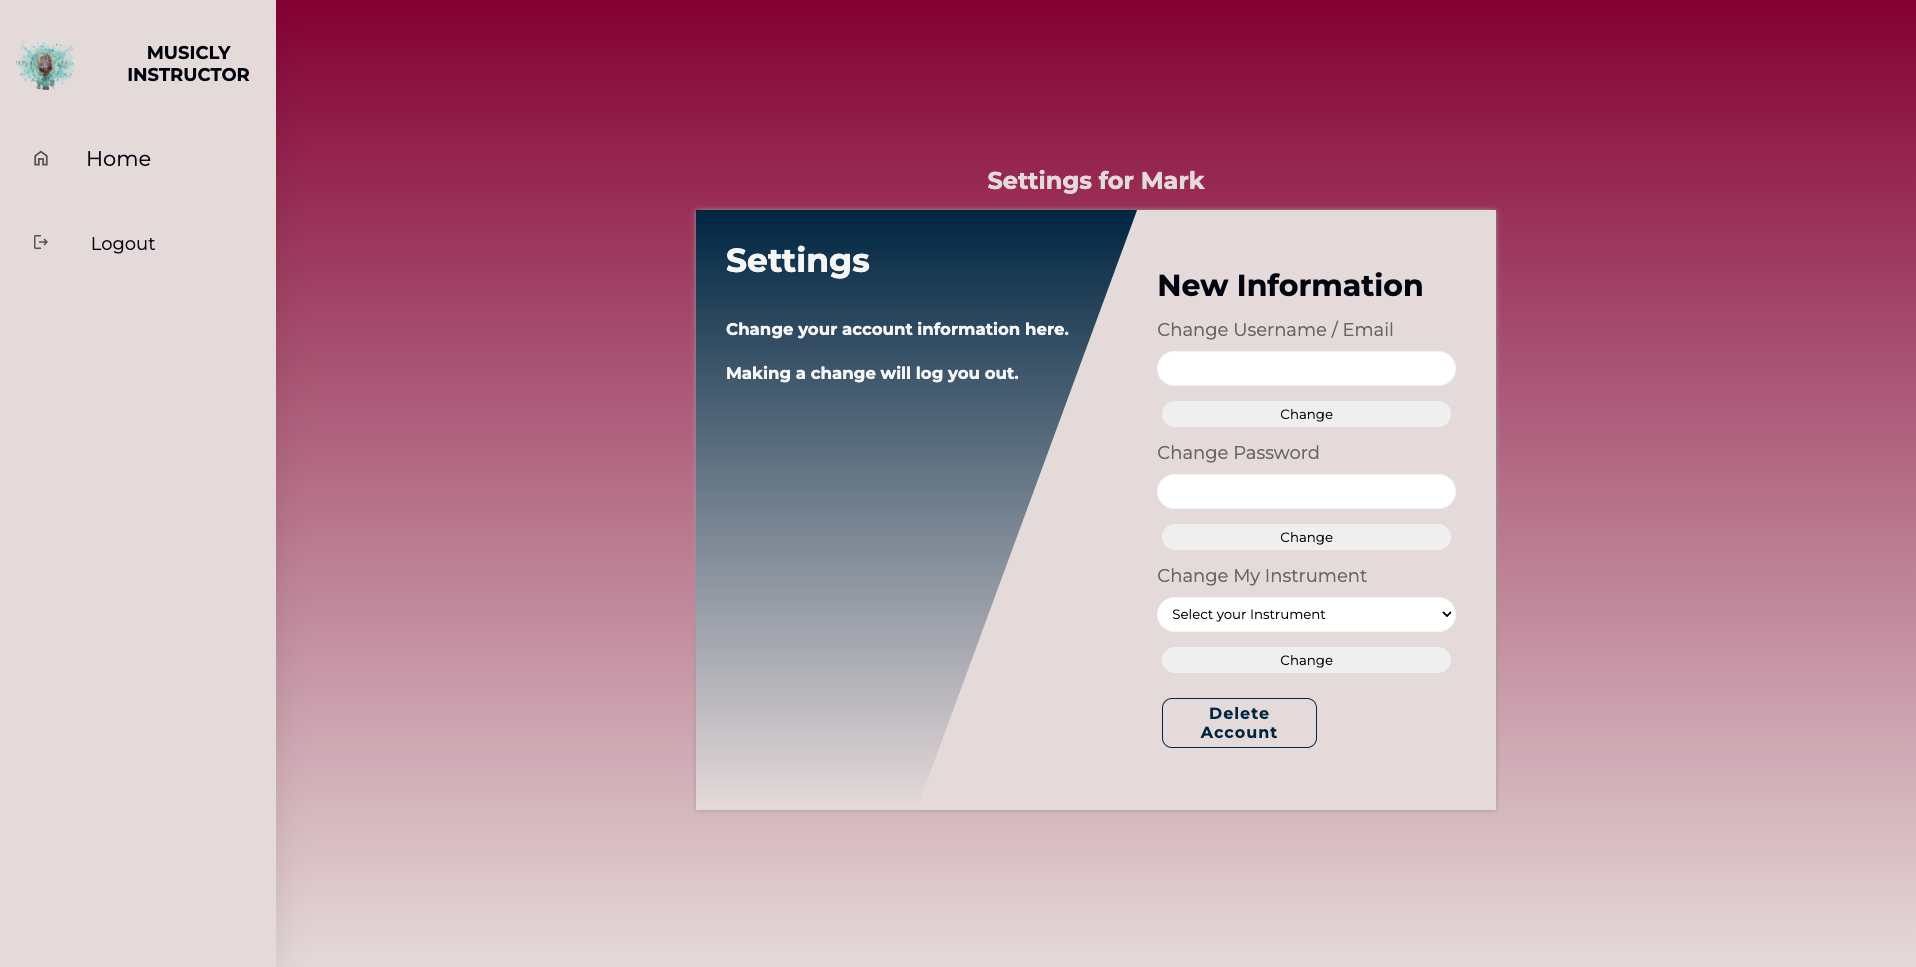 MUSICLY
INSTRUCTOR
Home
Logout
Settings for Mark
Settings
Change your account information here.
Making a change will log you out.
New Information
Change Username / Email
Change
Change Password
Change
Change My Instrument
Select your Instrument
Change
Delete
Account